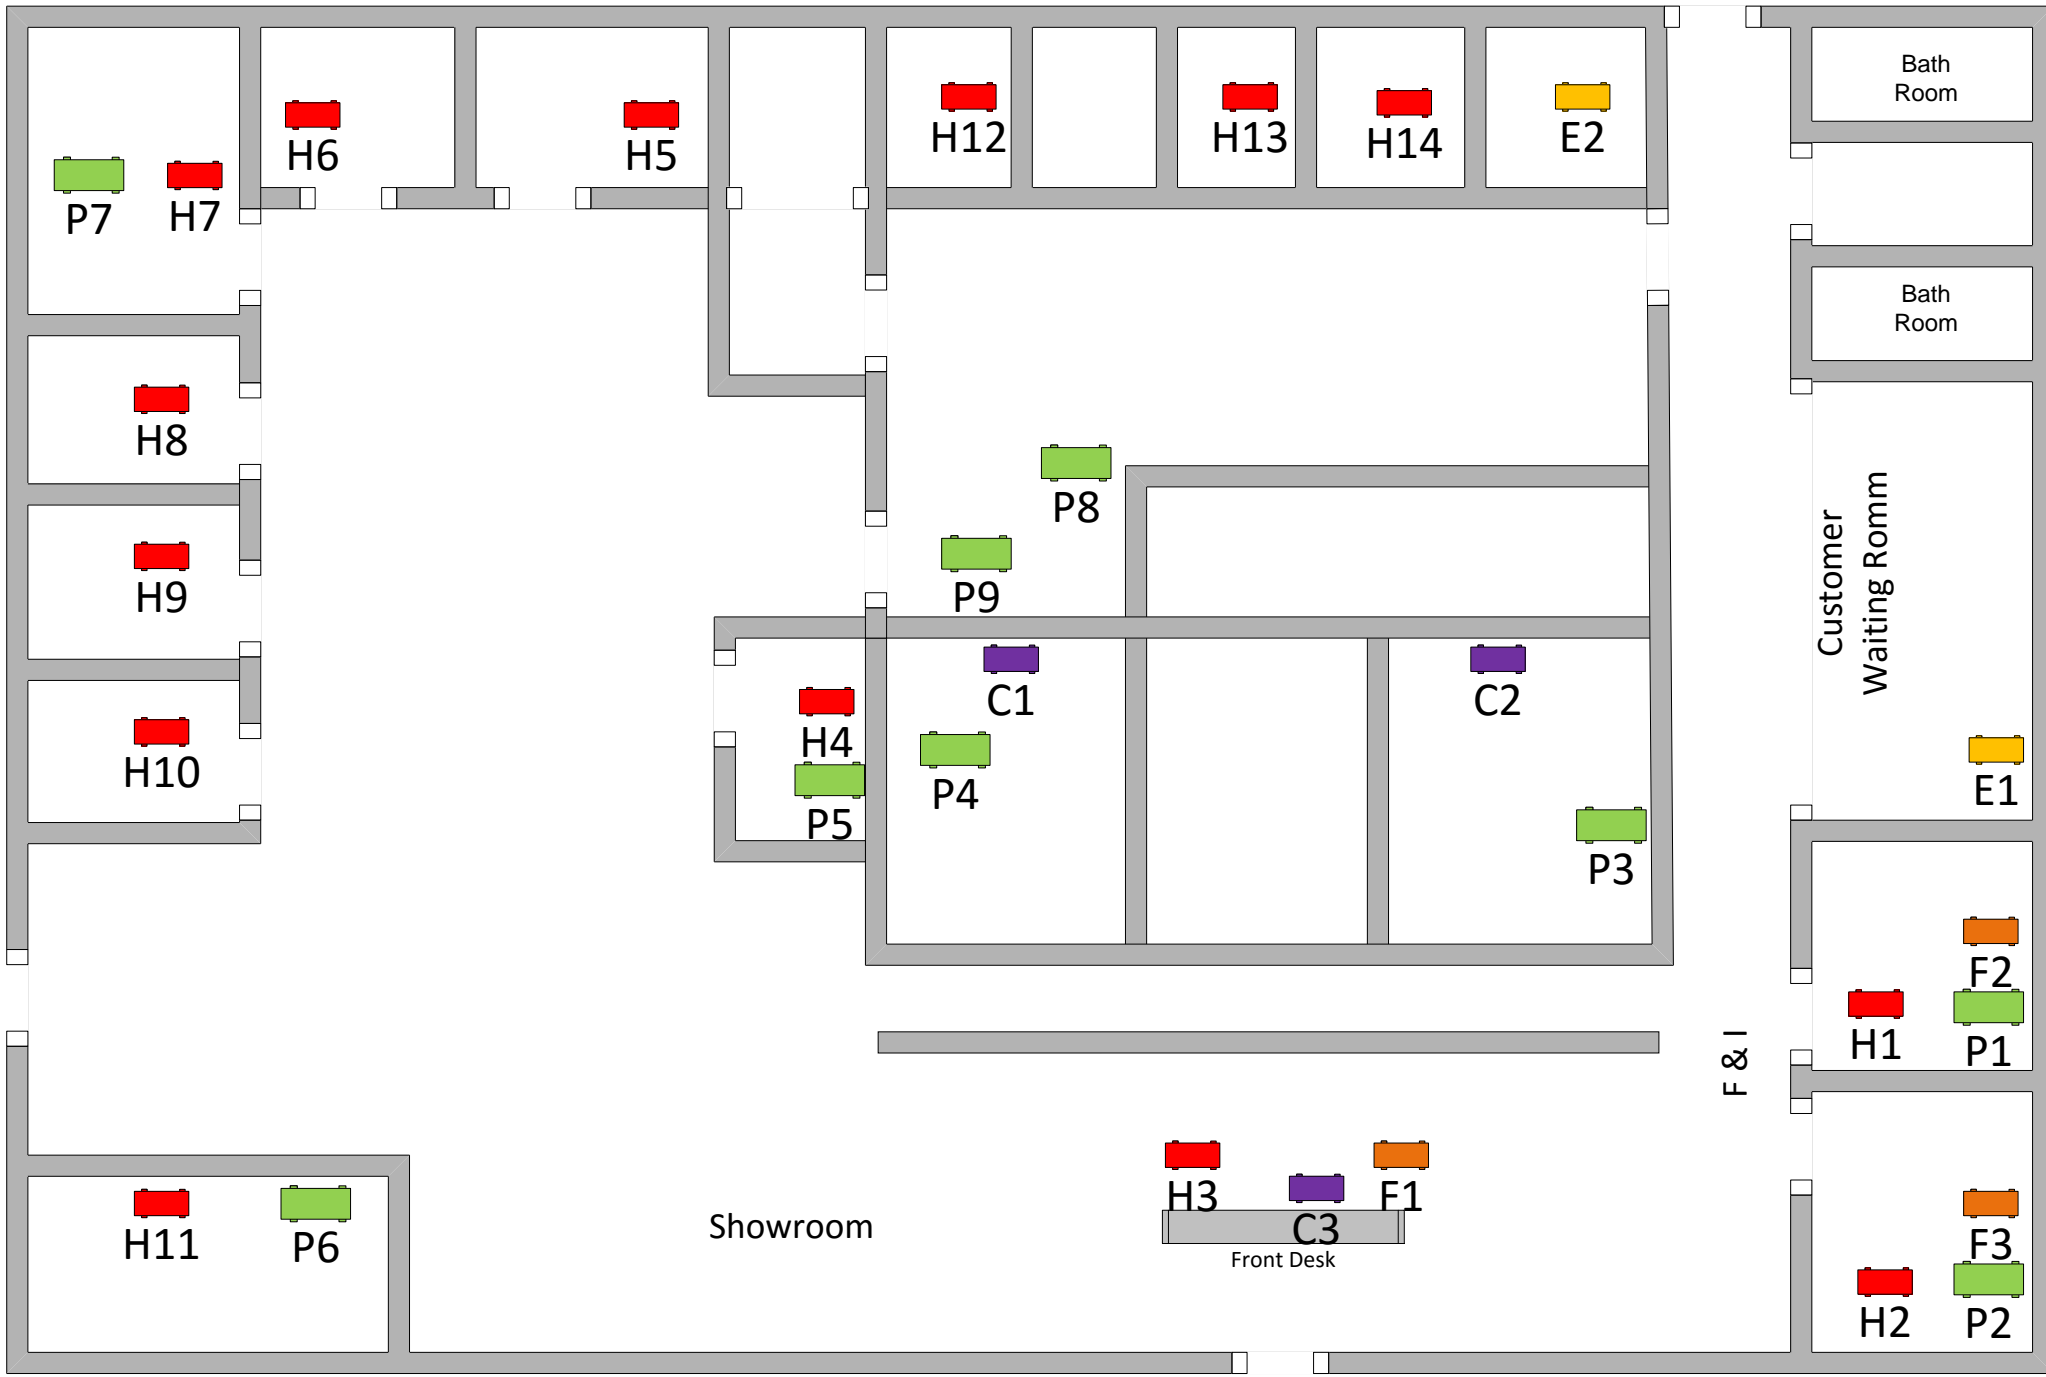 Bath
Room
H6
H5
H12
H13
H14
E2
P7
H7
Bath
Room
H8
P8
H9
P9
Customer
Waiting Romm
C1
C2
H4
H10
P4
E1
P5
P3
F2
H1
P1
F & I
H3
F1
C3
Showroom
Front Desk
H11
P6
F3
H2
P2